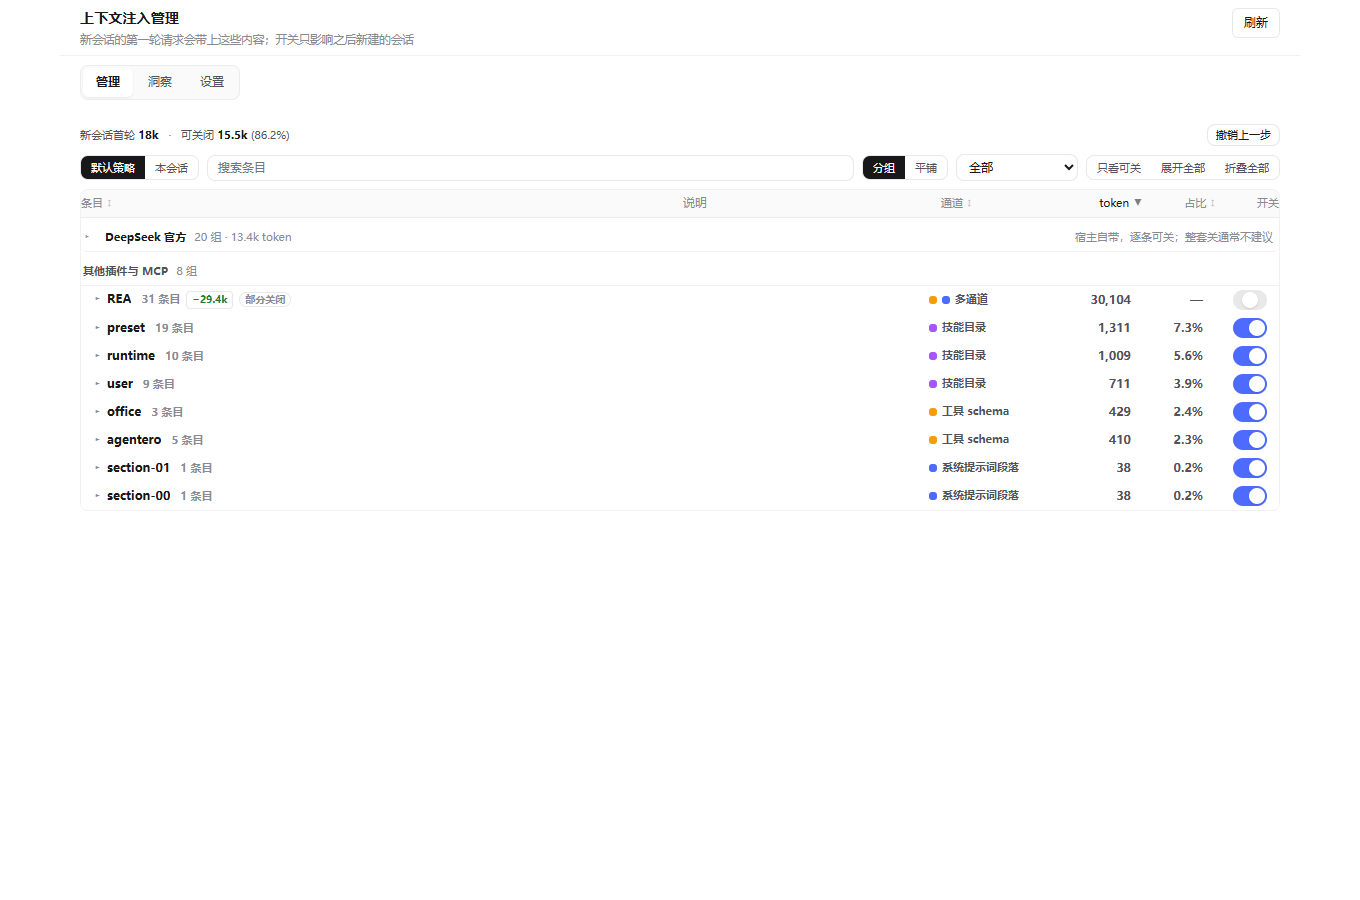 上下文注入管理
刷新
新会话的第一轮请求会带上这些内容；开关只影响之后新建的会话
管理 洞察 设置
新会话首轮 18k · 可关闭 15.5k (86.2%)
撤销上一步
默认策略 本会话 搜索条目 分组 平铺 全部 只看可关 展开全部 折叠全部
条目 ↕ 说明 通道 ↕ token ▼ 占比 ↕ 开关
▸ DeepSeek 官方 20 组 · 13.4k token 宿主自带，逐条可关；整套关通常不建议
其他插件与 MCP 8 组
▸ REA 31 条目 −29.4k 部分关闭 多通道 30,104 —
▸ preset 19 条目 技能目录 1,311 7.3%
▸ runtime 10 条目 技能目录 1,009 5.6%
▸ user 9 条目 技能目录 711 3.9%
▸ office 3 条目 工具 schema 429 2.4%
▸ agentero 5 条目 工具 schema 410 2.3%
▸ section-01 1 条目 系统提示词段落 38 0.2%
▸ section-00 1 条目 系统提示词段落 38 0.2%